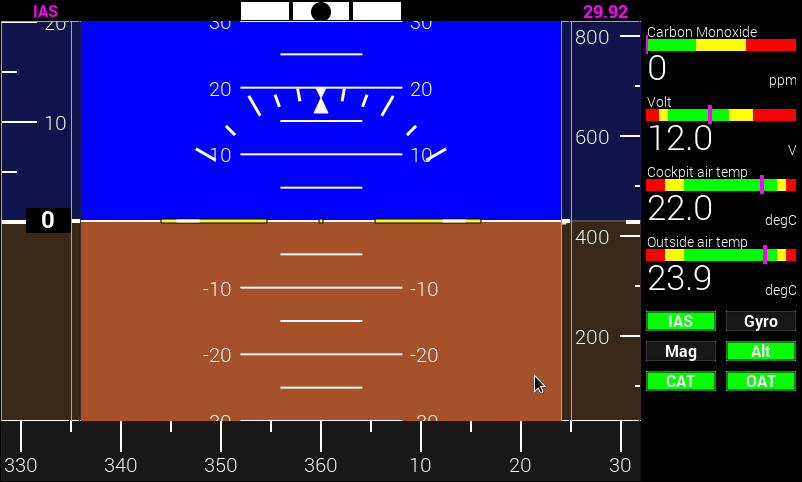 IAS 29.92
30 30
20 20
10 10
-10 -10
-20 -20
20
10
0
800
600
400
200
330 340 350 360 10 20 30
Carbon Monoxide
0
ppm
Volt
12.0
V
Cockpit air temp
22.0
degC
Outside air temp
23.9
degC
IAS Gyro
Mag Alt
CAT OAT